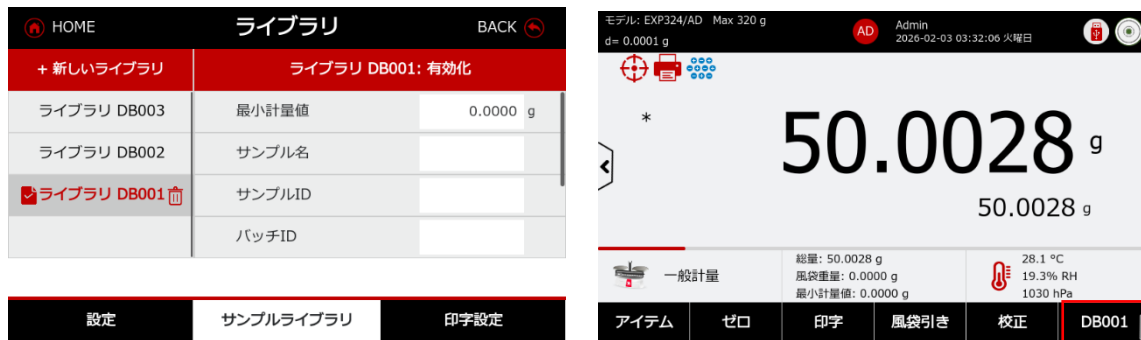 HOME ライブラリ BACK
+ 新しいライブラリ ライブラリ DB001: 有効化
ライブラリ DB003 最小計量値 0.0000 g
ライブラリ DB002 サンプル名
ライブラリ DB001 サンプルID
バッチID
設定 サンプルライブラリ 印字設定
モデル: EXP324/AD Max 320 g
d= 0.0001 g
AD
Admin
2026-02-03 03:32:06 火曜日
*
50.0028 g
50.0028 g
一般計量
総量: 50.0028 g
風袋重量: 0.0000 g
最小計量値: 0.0000 g
28.1 °C
19.3% RH
1030 hPa
アイテム ゼロ 印字 風袋引き 校正 DB001